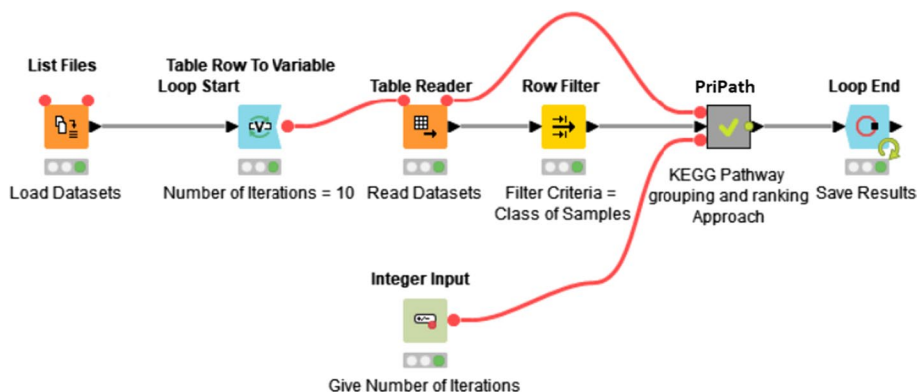 List Files
Table Row To Variable
Loop Start
Table Reader
Row Filter
PriPath
Loop End
Load Datasets
Number of Iterations = 10
Read Datasets
Filter Criteria =
Class of Samples
KEGG Pathway
grouping and ranking
Approach
Save Results
Integer Input
Give Number of Iterations